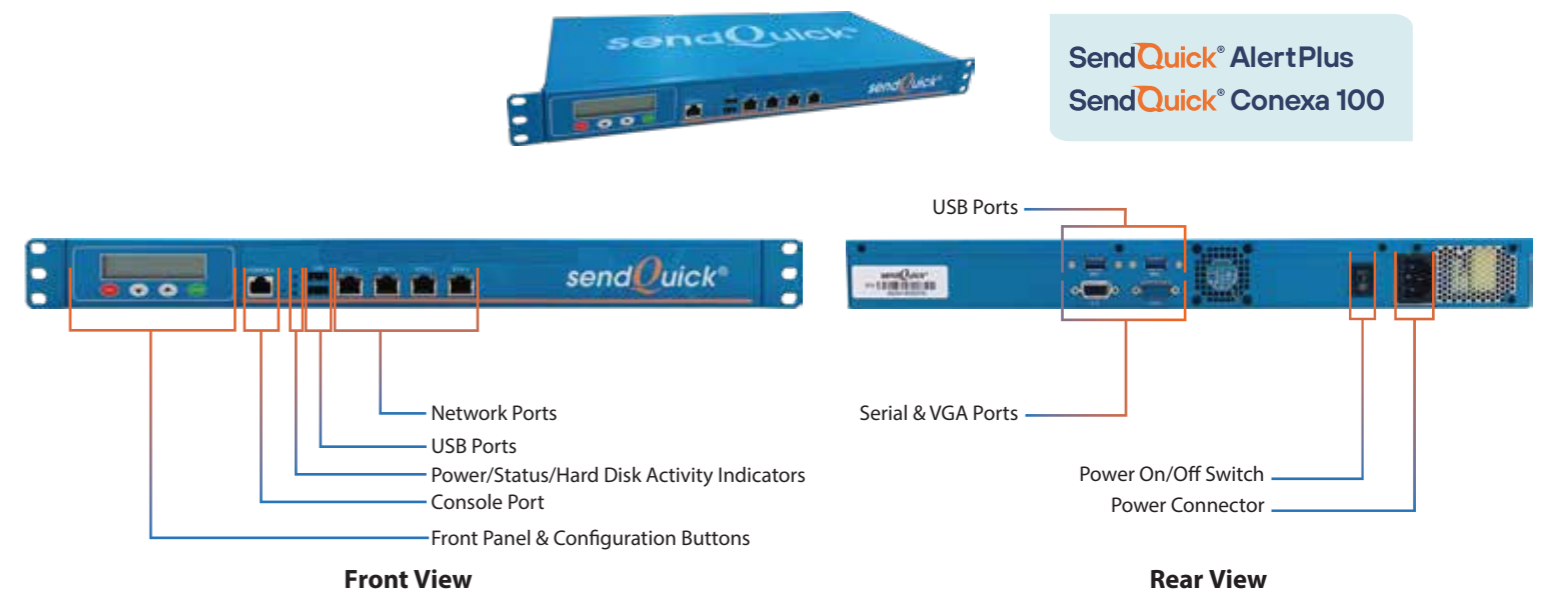 sendQuick®
sendQuick®
SendQuick® AlertPlus
SendQuick® Conexa 100
USB Ports
sendQuick®
sendQuick®
Network Ports
USB Ports
Power/Status/Hard Disk Activity Indicators
Console Port
Front Panel & Configuration Buttons
Front View
Serial & VGA Ports
Power On/Off Switch
Power Connector
Rear View